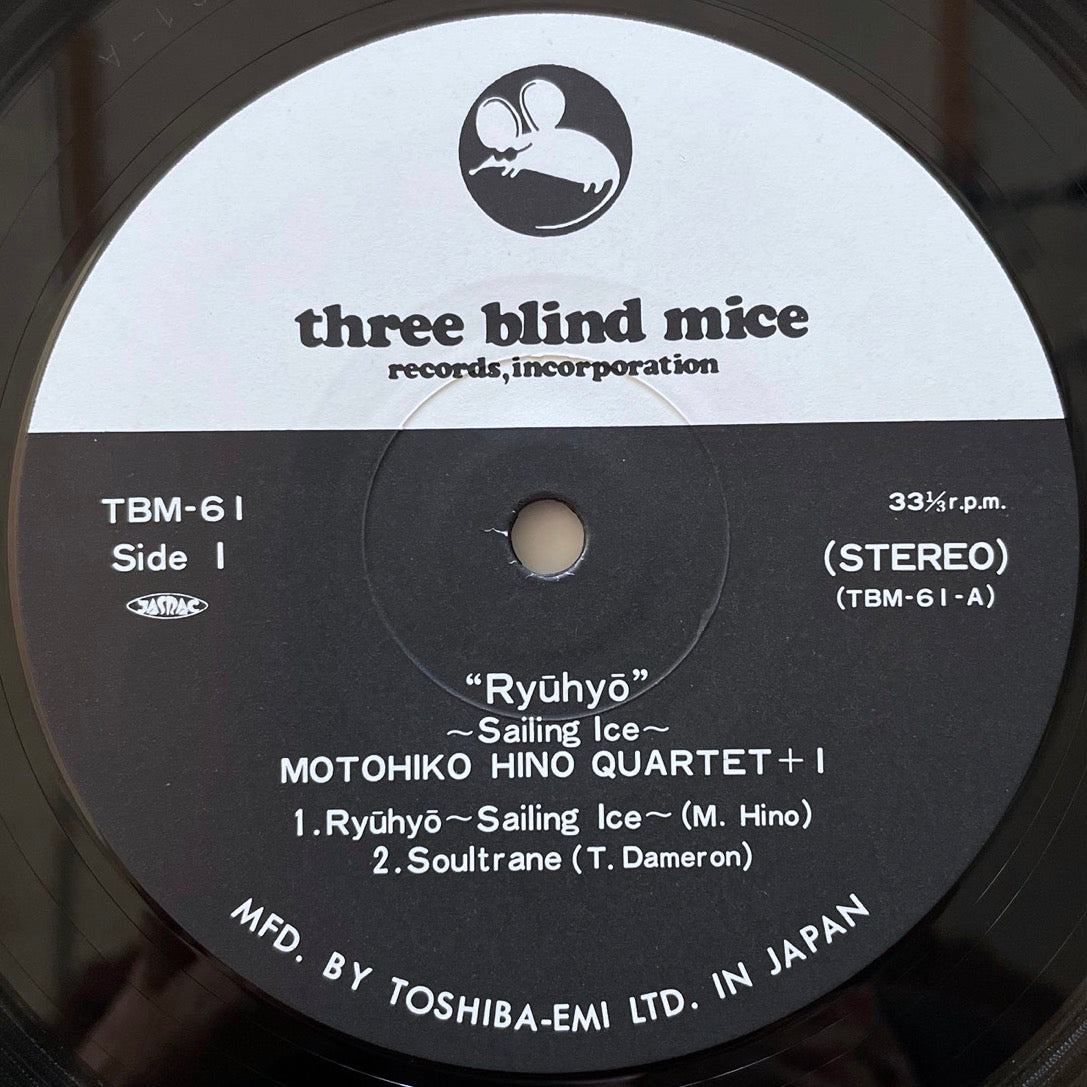 three blind mice
records, incorporation
TBM-61
Side 1
JASRAC
33⅓ r.p.m.
(STEREO)
(TBM-61-A)
“Ryūhyō”
~Sailing Ice~
MOTOHIKO HINO QUARTET+1
1. Ryūhyō~Sailing Ice~ (M. Hino)
2. Soultrane (T. Dameron)
MFD. BY TOSHIBA-EMI LTD. IN JAPAN